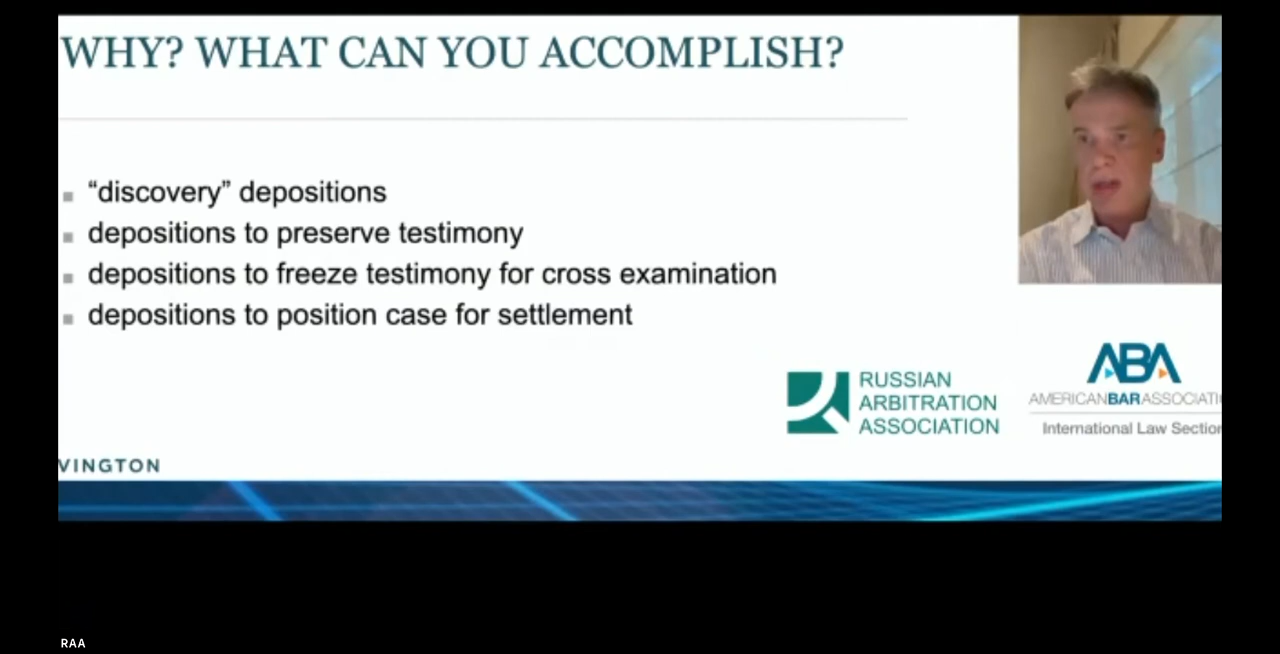 WHY? WHAT CAN YOU ACCOMPLISH?
“discovery” depositions
depositions to preserve testimony
depositions to freeze testimony for cross examination
depositions to position case for settlement
RUSSIAN
ARBITRATION
ASSOCIATION
ABA
AMERICANBARASSOCIATI
International Law Section
VINGTON
RAA